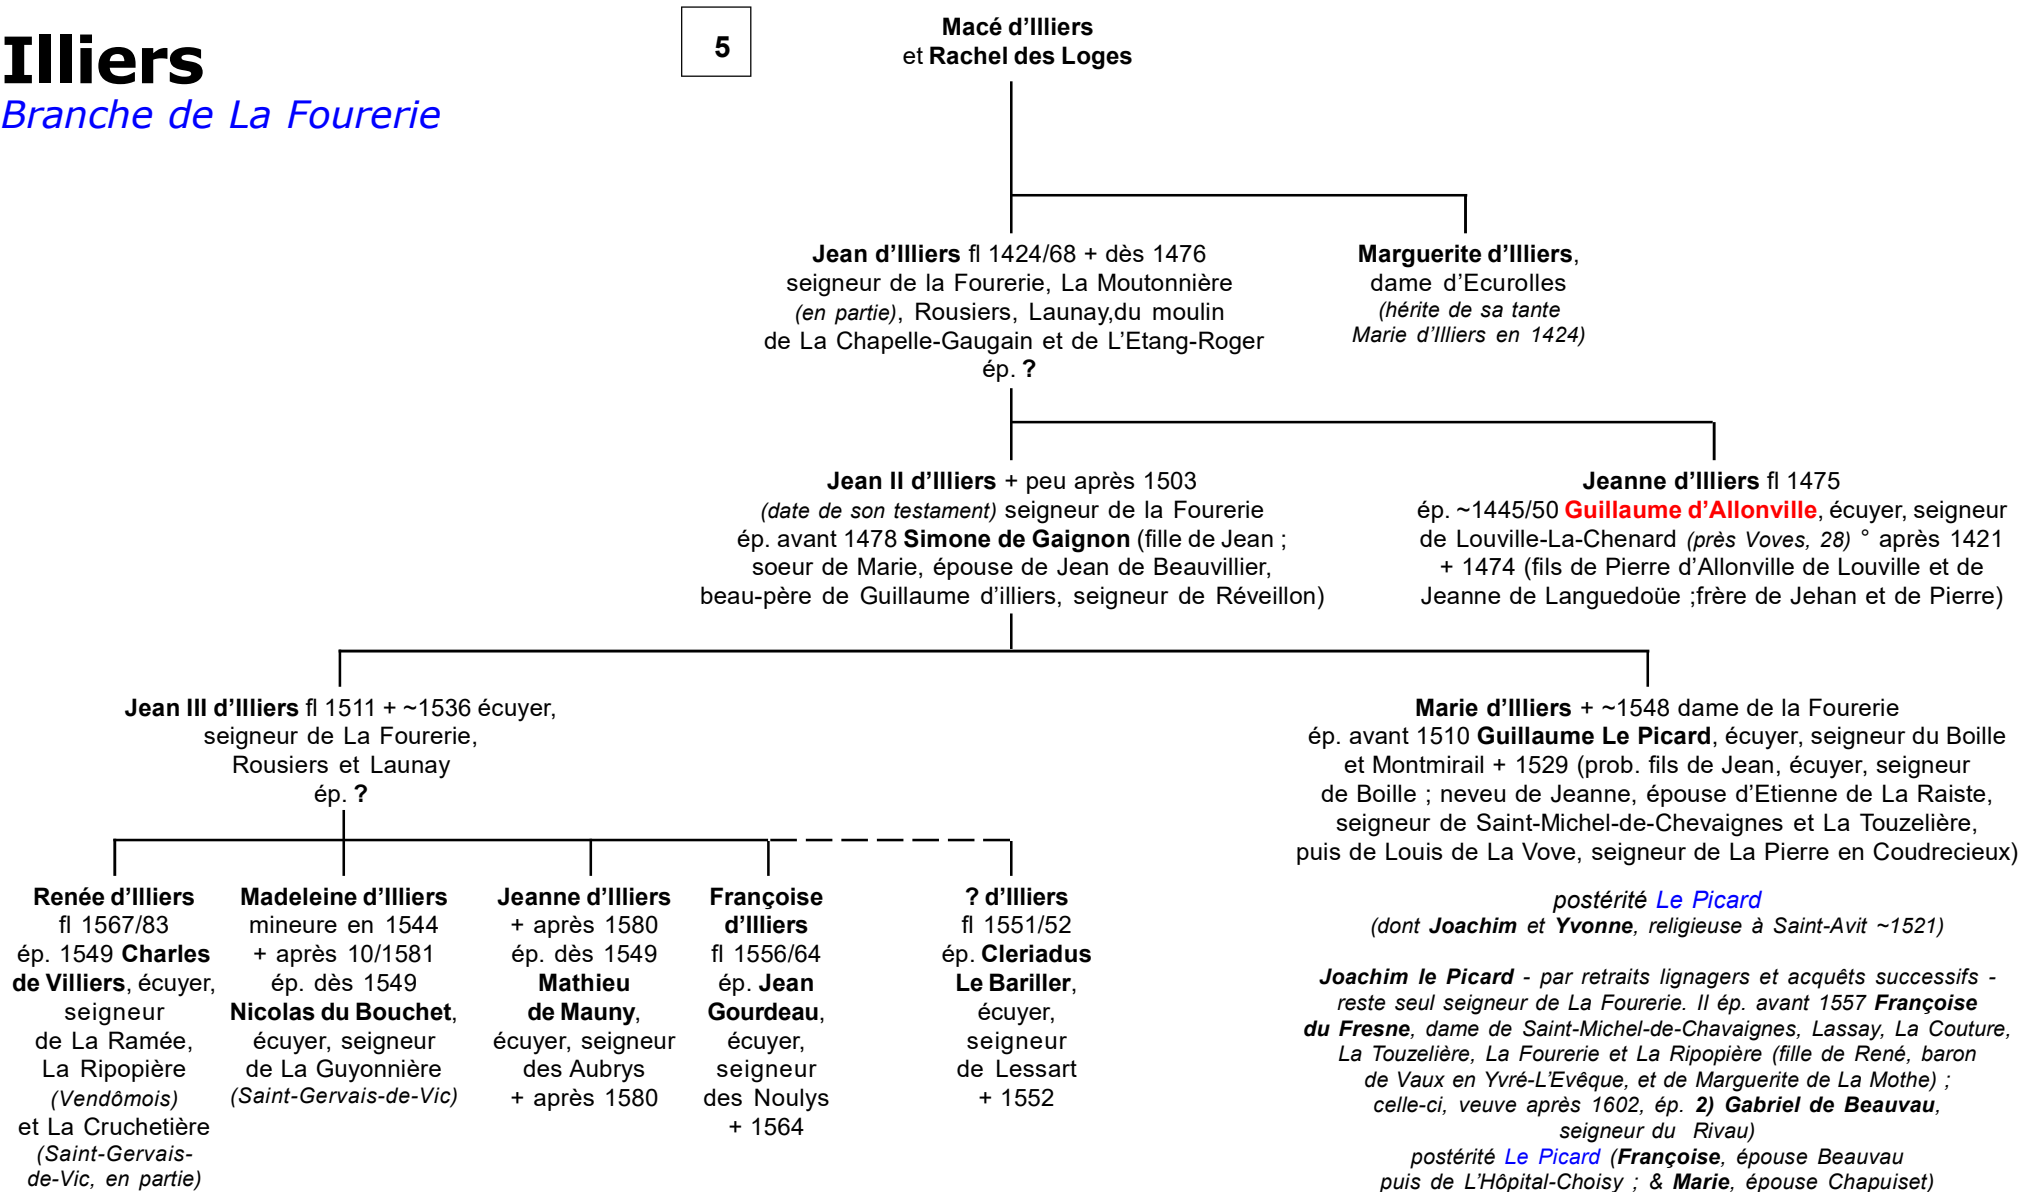 Illiers
Branche de La Fourerie
5
Macé d'Illiers
et Rachel des Loges
Jean d'Illiers fl 1424/68 + dès 1476
seigneur de la Fourerie, La Moutonnière
(en partie), Rousiers, Launay,du moulin
de La Chapelle-Gaugain et de L'Etang-Roger
ép. ?
Marguerite d'Illiers,
dame d'Ecurolles
(hérite de sa tante
Marie d'Illiers en 1424)
Jean II d'Illiers + peu après 1503
(date de son testament) seigneur de la Fourerie
ép. avant 1478 Simone de Gaignon (fille de Jean ;
soeur de Marie, épouse de Jean de Beauvillier,
beau-père de Guillaume d'illiers, seigneur de Réveillon)
Jeanne d'Illiers fl 1475
ép. ~1445/50 Guillaume d'Allonville, écuyer, seigneur
de Louville-La-Chenard (près Voves, 28) ° après 1421
+ 1474 (fils de Pierre d'Allonville de Louville et de
Jeanne de Languedoüe ;frère de Jehan et de Pierre)
Jean III d'Illiers fl 1511 + ~1536 écuyer,
seigneur de La Fourerie,
Rousiers et Launay
ép. ?
Marie d'Illiers + ~1548 dame de la Fourerie
ép. avant 1510 Guillaume Le Picard, écuyer, seigneur du Boille
et Montmirail + 1529 (prob. fils de Jean, écuyer, seigneur
de Boille ; neveu de Jeanne, épouse d'Etienne de La Raiste,
seigneur de Saint-Michel-de-Chevaignes et La Touzelière,
puis de Louis de La Vove, seigneur de La Pierre en Coudrecieux)
postérité Le Picard
(dont Joachim et Yvonne, religieuse à Saint-Avit ~1521)
Joachim le Picard - par retraits lignagers et acquêts successifs -
reste seul seigneur de La Fourerie. Il ép. avant 1557 Françoise
du Fresne, dame de Saint-Michel-de-Chavaignes, Lassay, La Couture,
La Touzelière, La Fourerie et La Ripopière (fille de René, baron
de Vaux en Yvré-L'Evêque, et de Marguerite de La Mothe) ;
celle-ci, veuve après 1602, ép. 2) Gabriel de Beauvau,
seigneur du Rivau)
postérité Le Picard (Françoise, épouse Beauvau
puis de L'Hôpital-Choisy ; & Marie, épouse Chapuiset)
Renée d'Illiers
fl 1567/83
ép. 1549 Charles
de Villiers, écuyer,
seigneur
de La Ramée,
La Ripopière
(Vendômois)
et La Cruchetière
(Saint-Gervais-
de-Vic, en partie)
Madeleine d'Illiers
mineure en 1544
+ après 10/1581
ép. dès 1549
Nicolas du Bouchet,
écuyer, seigneur
de La Guyonnière
(Saint-Gervais-de-Vic)
Jeanne d'Illiers
+ après 1580
ép. dès 1549
Mathieu
de Mauny,
écuyer, seigneur
des Aubrys
+ après 1580
Françoise
d'Illiers
fl 1556/64
ép. Jean
Gourdeau,
écuyer,
seigneur
des Noulys
+ 1564
? d'Illiers
fl 1551/52
ép. Cleriadus
Le Bariller,
écuyer,
seigneur
de Lessart
+ 1552